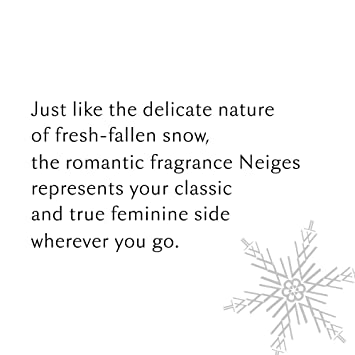 Just like the delicate nature
of fresh-fallen snow,
the romantic fragrance Neiges
represents your classic
and true feminine side
wherever you go.